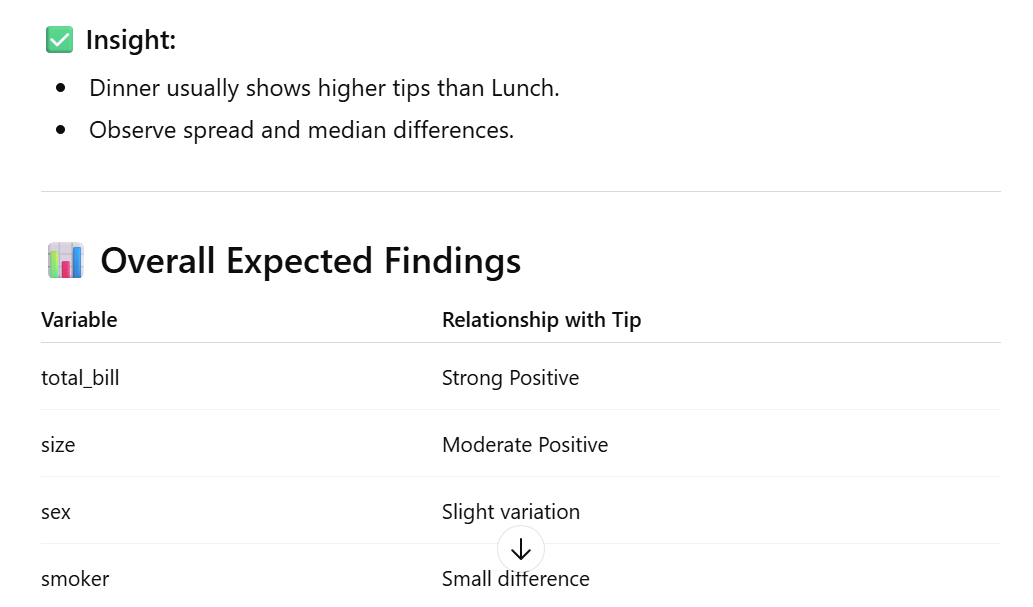 Insight:
Dinner usually shows higher tips than Lunch.
Observe spread and median differences.
Overall Expected Findings
Variable Relationship with Tip
total_bill Strong Positive
size Moderate Positive
sex Slight variation
smoker Small difference